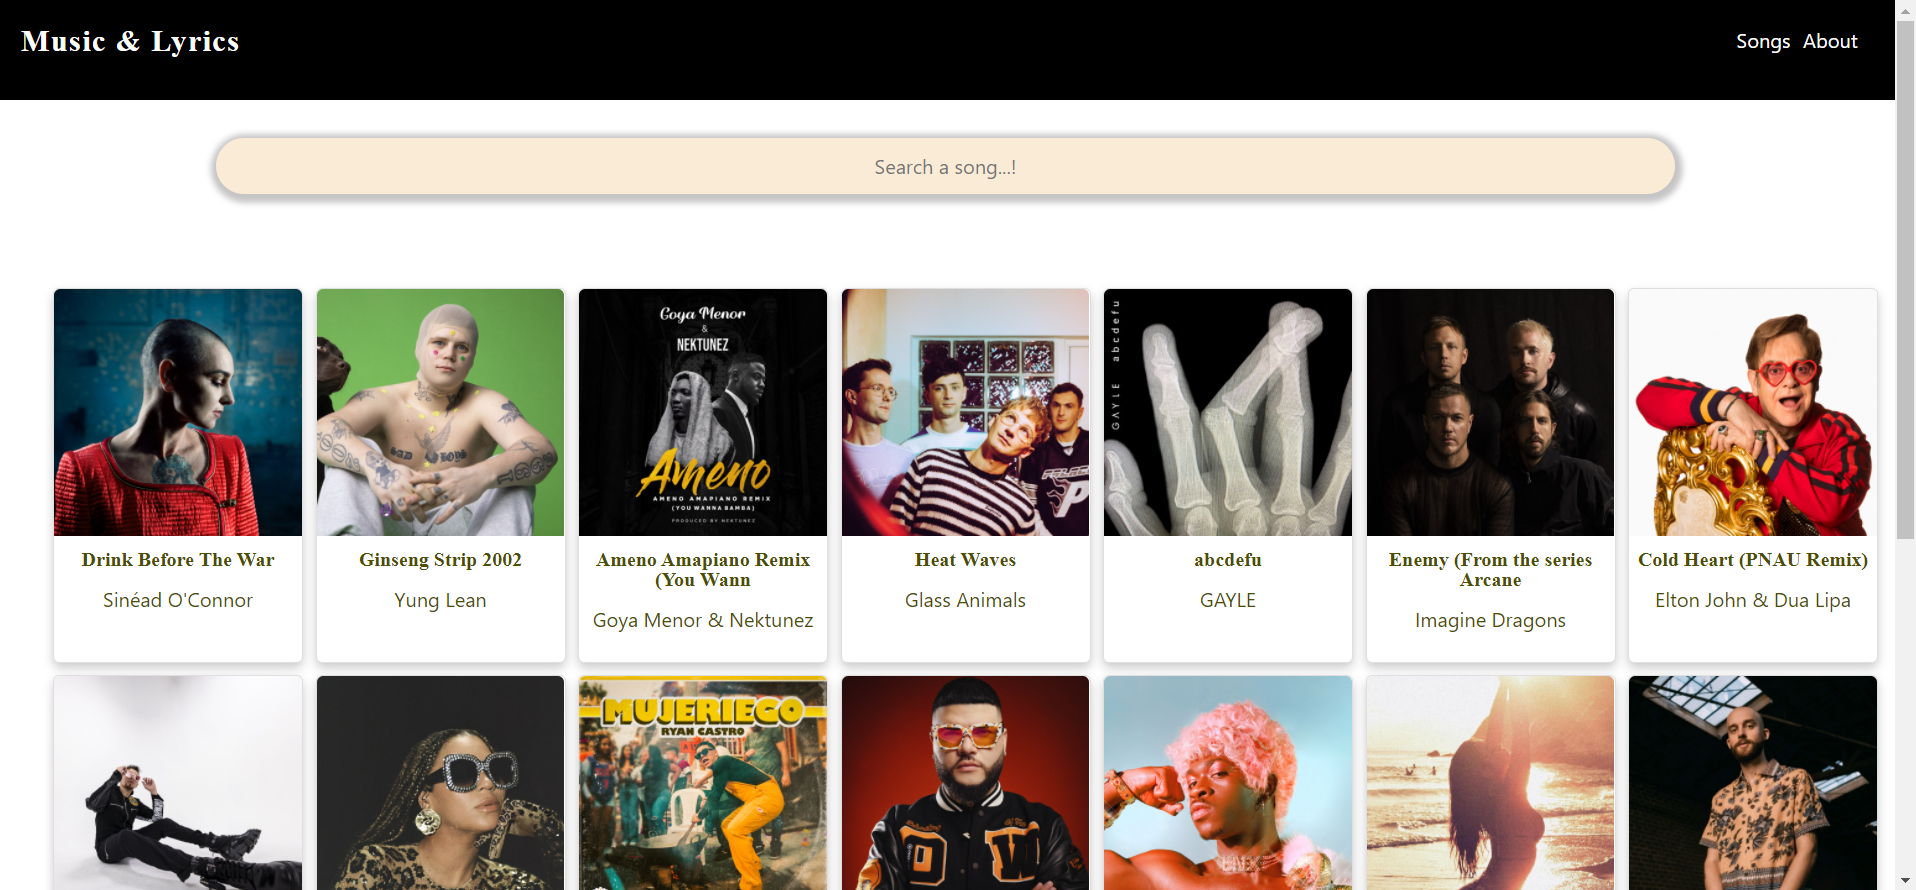 Music & Lyrics
Songs About
Search a song...!
Goya Menor
&
NEKTUNEZ
Ameno
AMENO AMAPIANO REMIX
(YOU WANNA BAMBA)
PRODUCED BY NEKTUNEZ
GAYLE abcdefu
SAD BOYS
Drink Before The War
Sinéad O'Connor
Ginseng Strip 2002
Yung Lean
Ameno Amapiano Remix
(You Wann
Goya Menor & Nektunez
Heat Waves
Glass Animals
abcdefu
GAYLE
Enemy (From the series
Arcane
Imagine Dragons
Cold Heart (PNAU Remix)
Elton John & Dua Lipa
MUJERIEGO
RYAN CASTRO